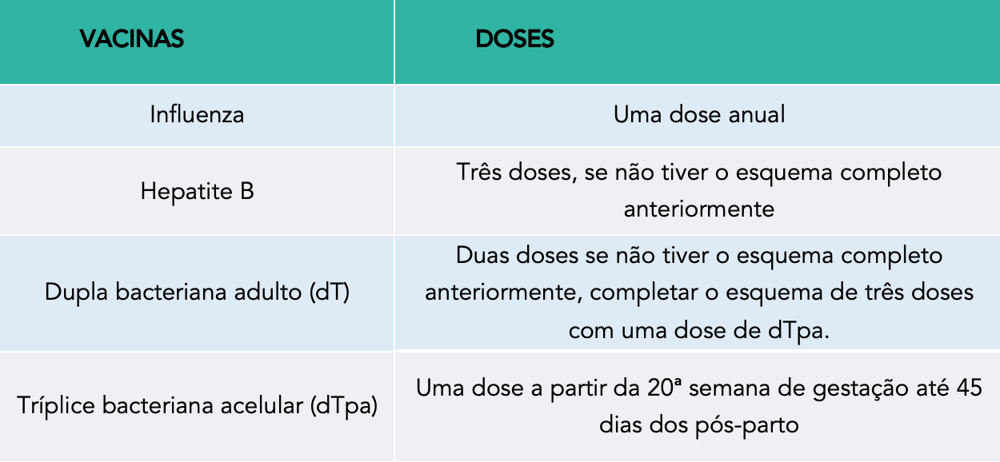 VACINAS
DOSES
Influenza
Uma dose anual
Hepatite B
Três doses, se não tiver o esquema completo
anteriormente
Dupla bacteriana adulto (dT)
Duas doses se não tiver o esquema completo
anteriormente, completar o esquema de três doses
com uma dose de dTpa.
Tríplice bacteriana acelular (dTpa)
Uma dose a partir da 20ª semana de gestação até 45
dias dos pós-parto